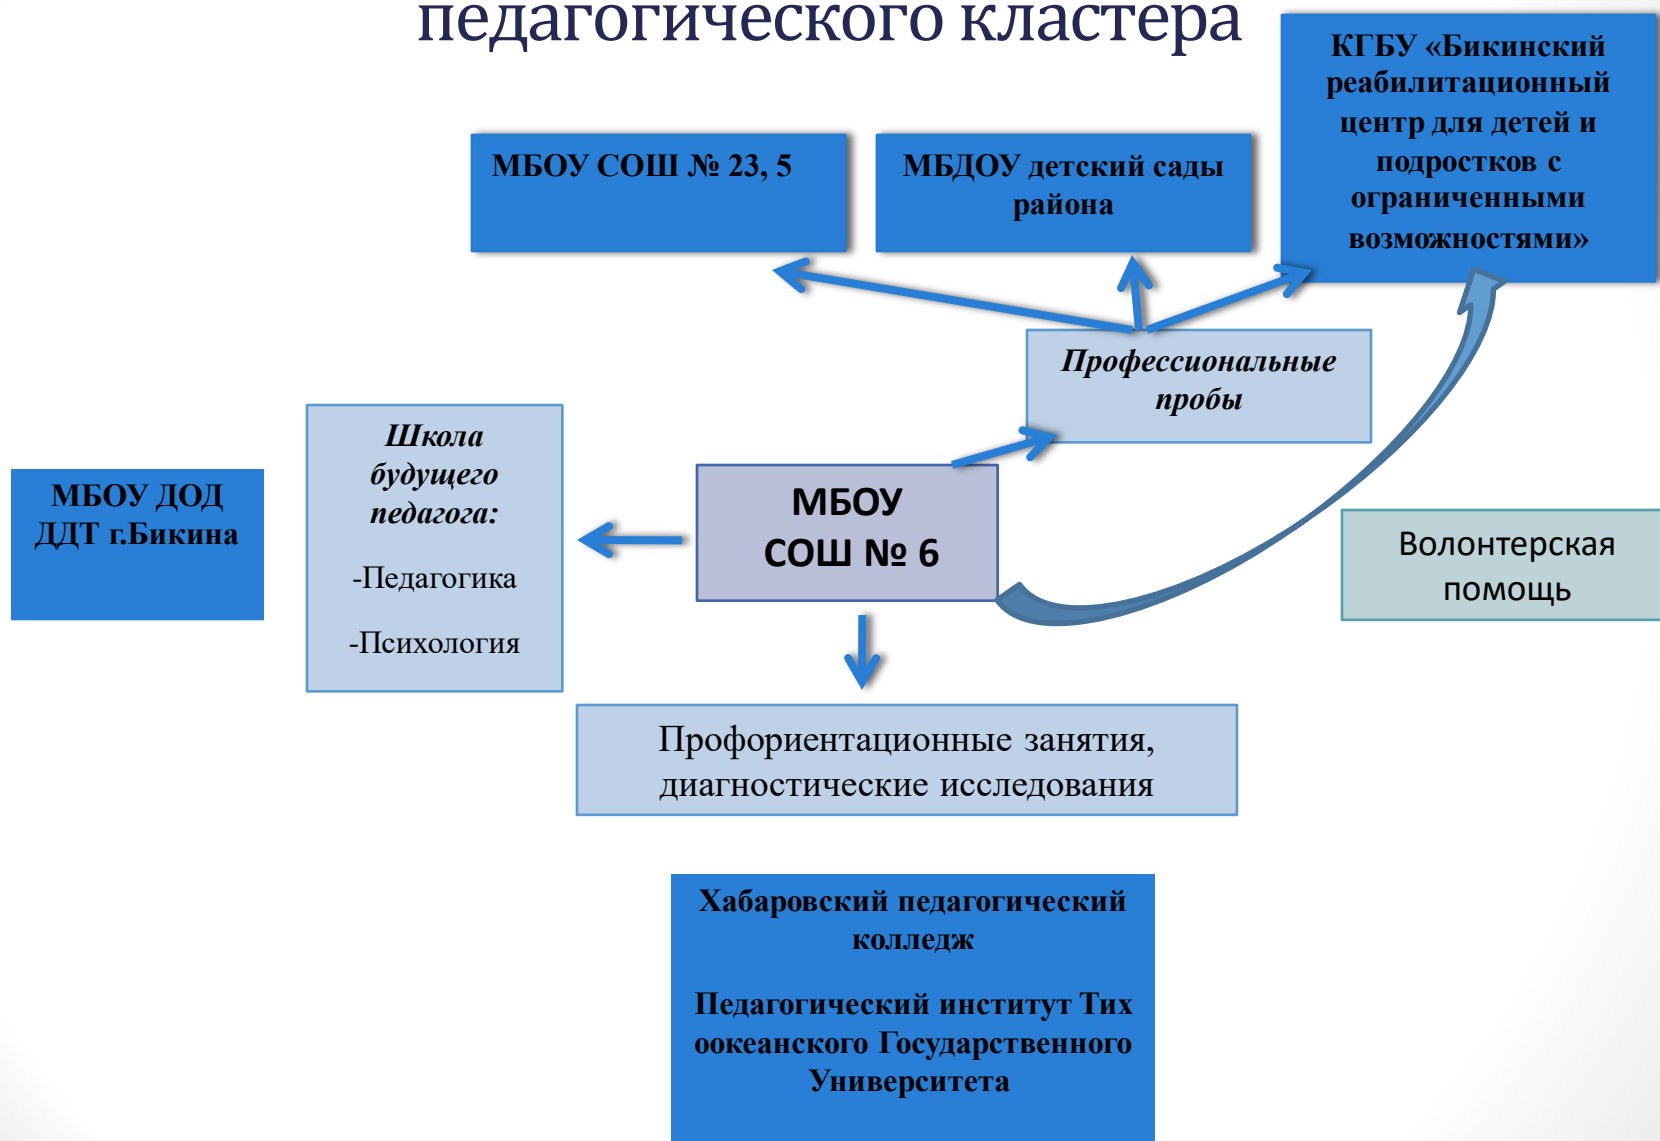 педагогического кластера
КГБУ «Бикинский
реабилитационный
центр для детей и
подростков с
ограниченными
возможностями»
МБОУ СОШ № 23, 5
МБДОУ детский сады
района
Профессиональные
пробы
Школа
будущего
педагога:
-Педагогика
-Психология
МБОУ ДОД
ДДТ г.Бикина
МБОУ
СОШ № 6
Волонтерская
помощь
Профориентационные занятия,
диагностические исследования
Хабаровский педагогический
колледж
Педагогический институт Тих
оокеанского Государственного
Университета